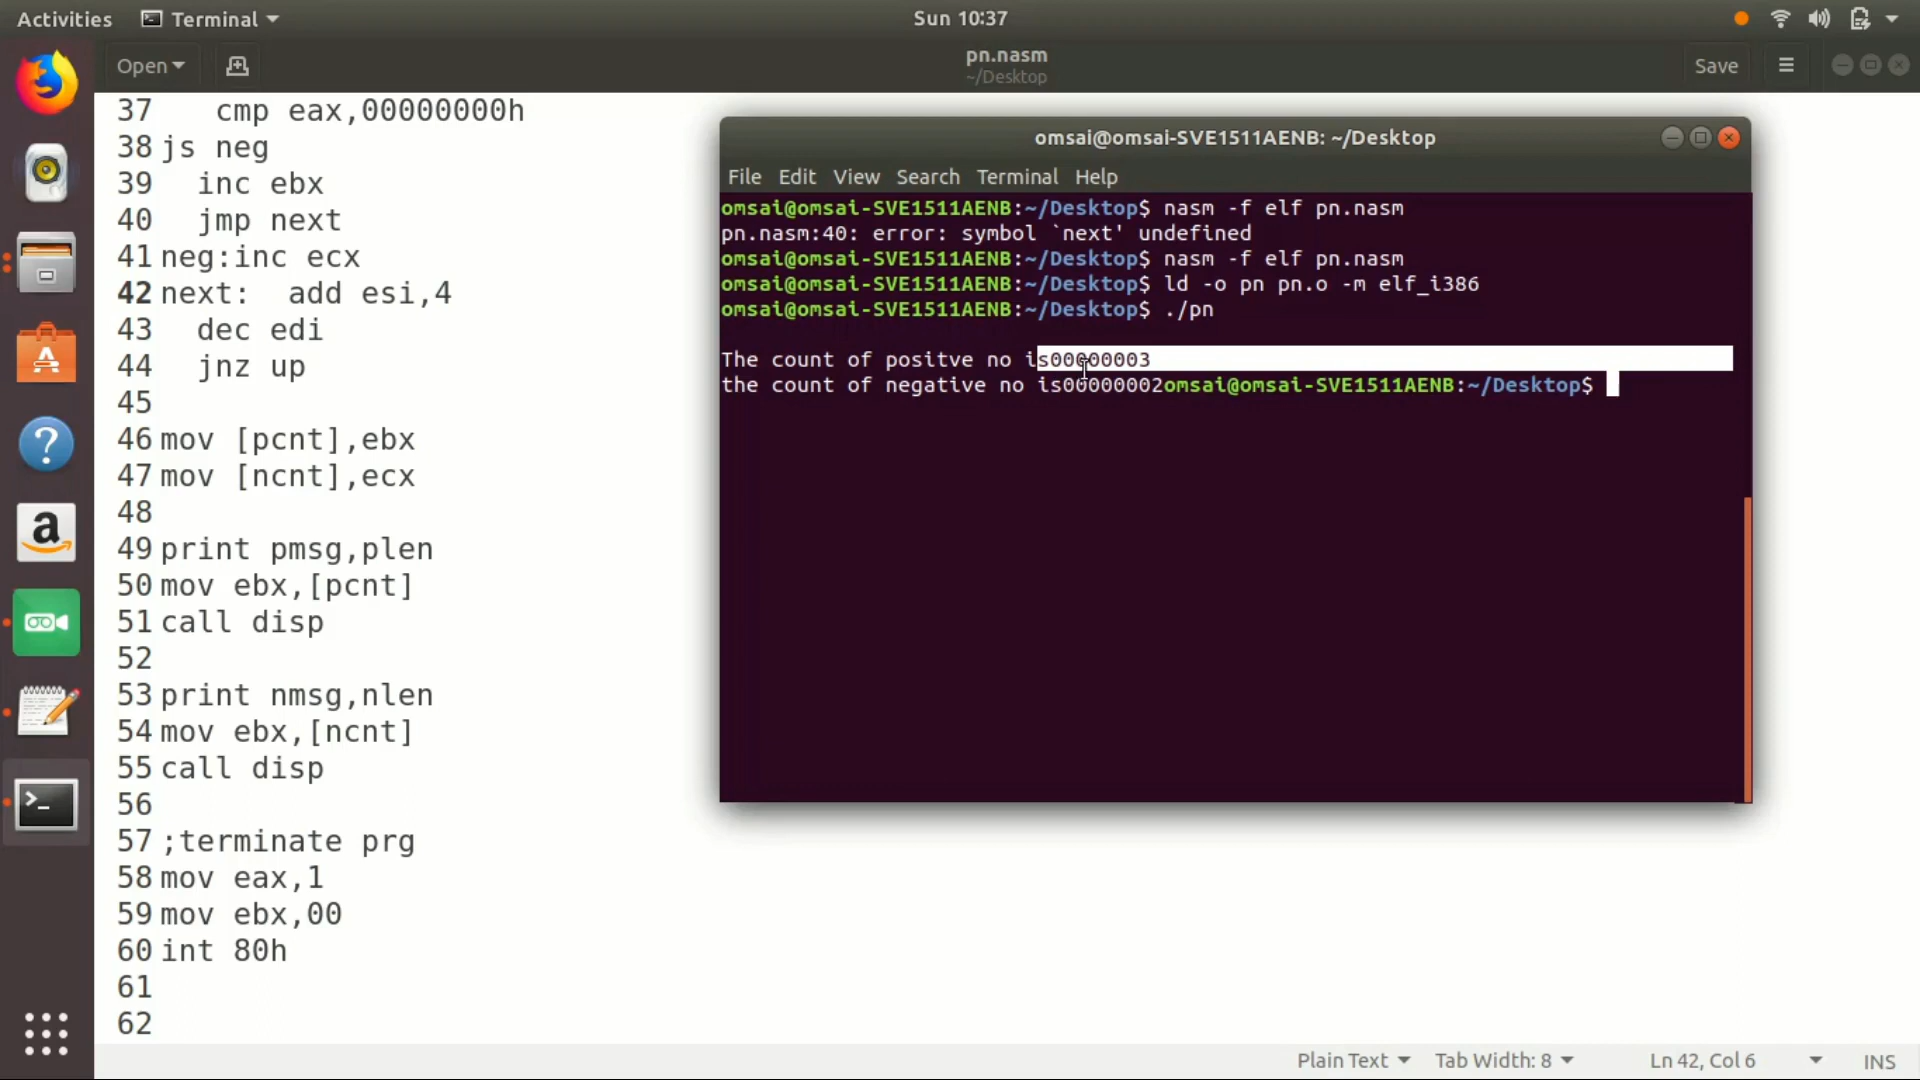 Activities Terminal Sun 10:37
Open pn.nasm Save
~/Desktop
37 cmp eax,00000000h
38 js neg
39 inc ebx
40 jmp next
41 neg:inc ecx
42 next: add esi,4
43 dec edi
44 jnz up
45
46 mov [pcnt],ebx
47 mov [ncnt],ecx
48
49 print pmsg,plen
50 mov ebx,[pcnt]
51 call disp
52
53 print nmsg,nlen
54 mov ebx,[ncnt]
55 call disp
56
57 ;terminate prg
58 mov eax,1
59 mov ebx,00
60 int 80h
61
62
omsai@omsai-SVE1511AENB: ~/Desktop
File Edit View Search Terminal Help
omsai@omsai-SVE1511AENB:~/Desktop$ nasm -f elf pn.nasm
pn.nasm:40: error: symbol `next' undefined
omsai@omsai-SVE1511AENB:~/Desktop$ nasm -f elf pn.nasm
omsai@omsai-SVE1511AENB:~/Desktop$ ld -o pn pn.o -m elf_i386
omsai@omsai-SVE1511AENB:~/Desktop$ ./pn
The count of positve no is00000003
the count of negative no is00000002omsai@omsai-SVE1511AENB:~/Desktop$
Plain Text Tab Width: 8 Ln 42, Col 6 INS